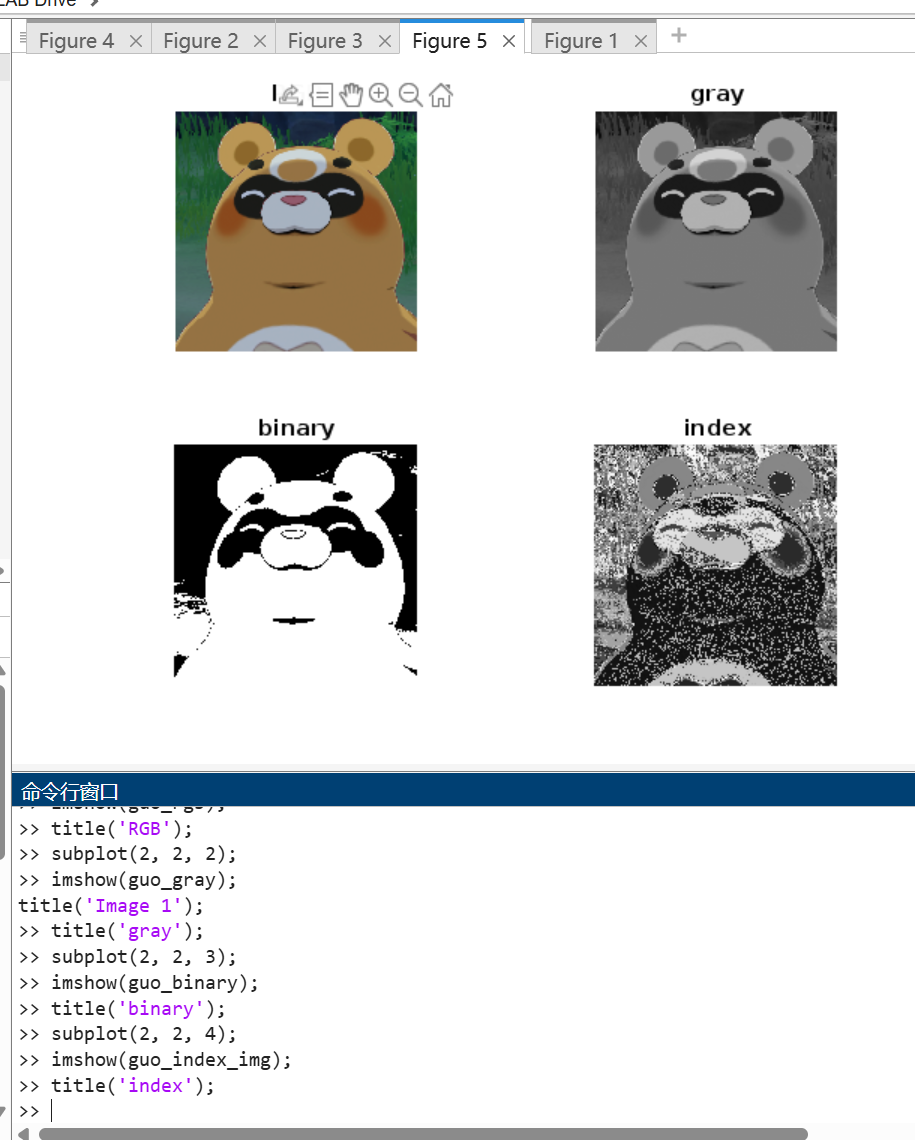 LAB Drive
Figure 4 Figure 2 Figure 3 Figure 5 Figure 1
gray
binary index
命令行窗口
>> imshow(guo_rgb);
>> title('RGB');
>> subplot(2, 2, 2);
>> imshow(guo_gray);
title('Image 1');
>> title('gray');
>> subplot(2, 2, 3);
>> imshow(guo_binary);
>> title('binary');
>> subplot(2, 2, 4);
>> imshow(guo_index_img);
>> title('index');
>>